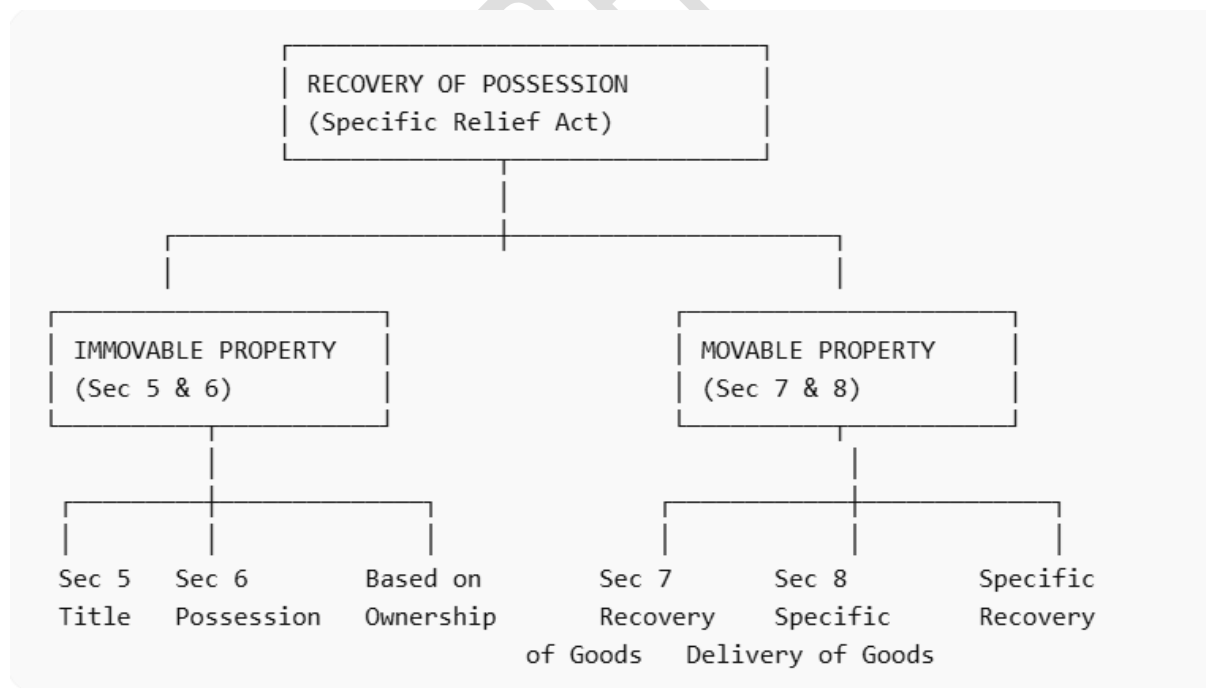 RECOVERY OF POSSESSION
(Specific Relief Act)
IMMOVABLE PROPERTY
(Sec 5 & 6)
MOVABLE PROPERTY
(Sec 7 & 8)
Sec 5 Sec 6 Based on Sec 7 Sec 8 Specific
Title Possession Ownership Recovery Specific Recovery
of Goods Delivery of Goods